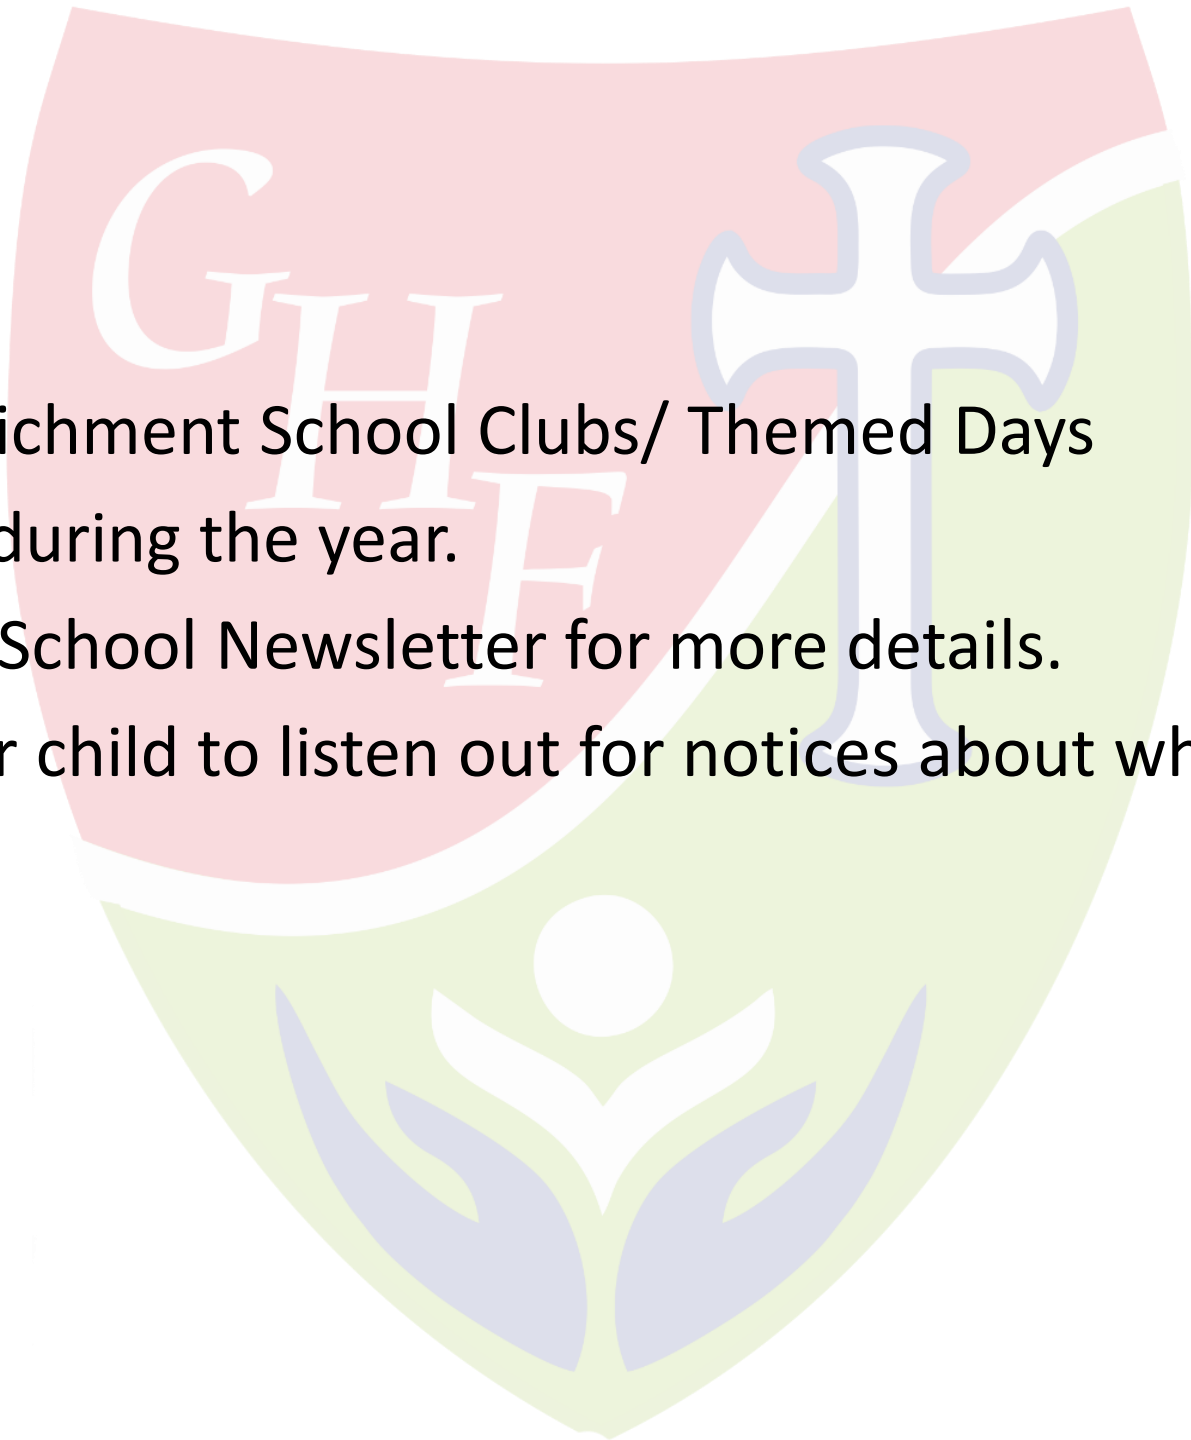 G
H
F
ichment School Clubs/ Themed Days
during the year.
School Newsletter for more details.
r child to listen out for notices about wh